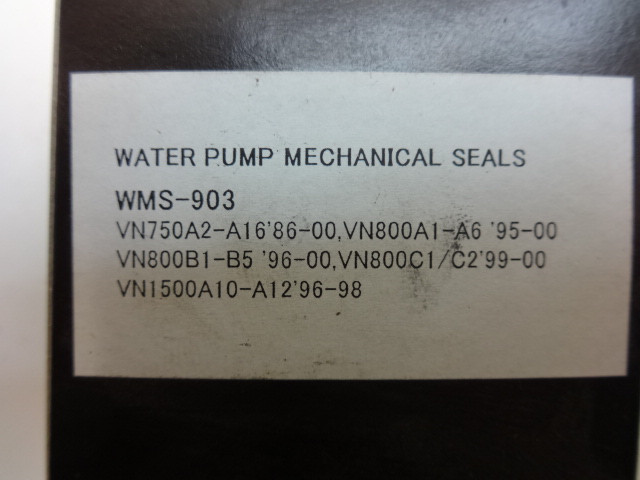 WATER PUMP MECHANICAL SEALS
WMS-903
VN750A2-A16'86-00,VN800A1-A6 '95-00
VN800B1-B5 '96-00,VN800C1/C2'99-00
VN1500A10-A12'96-98